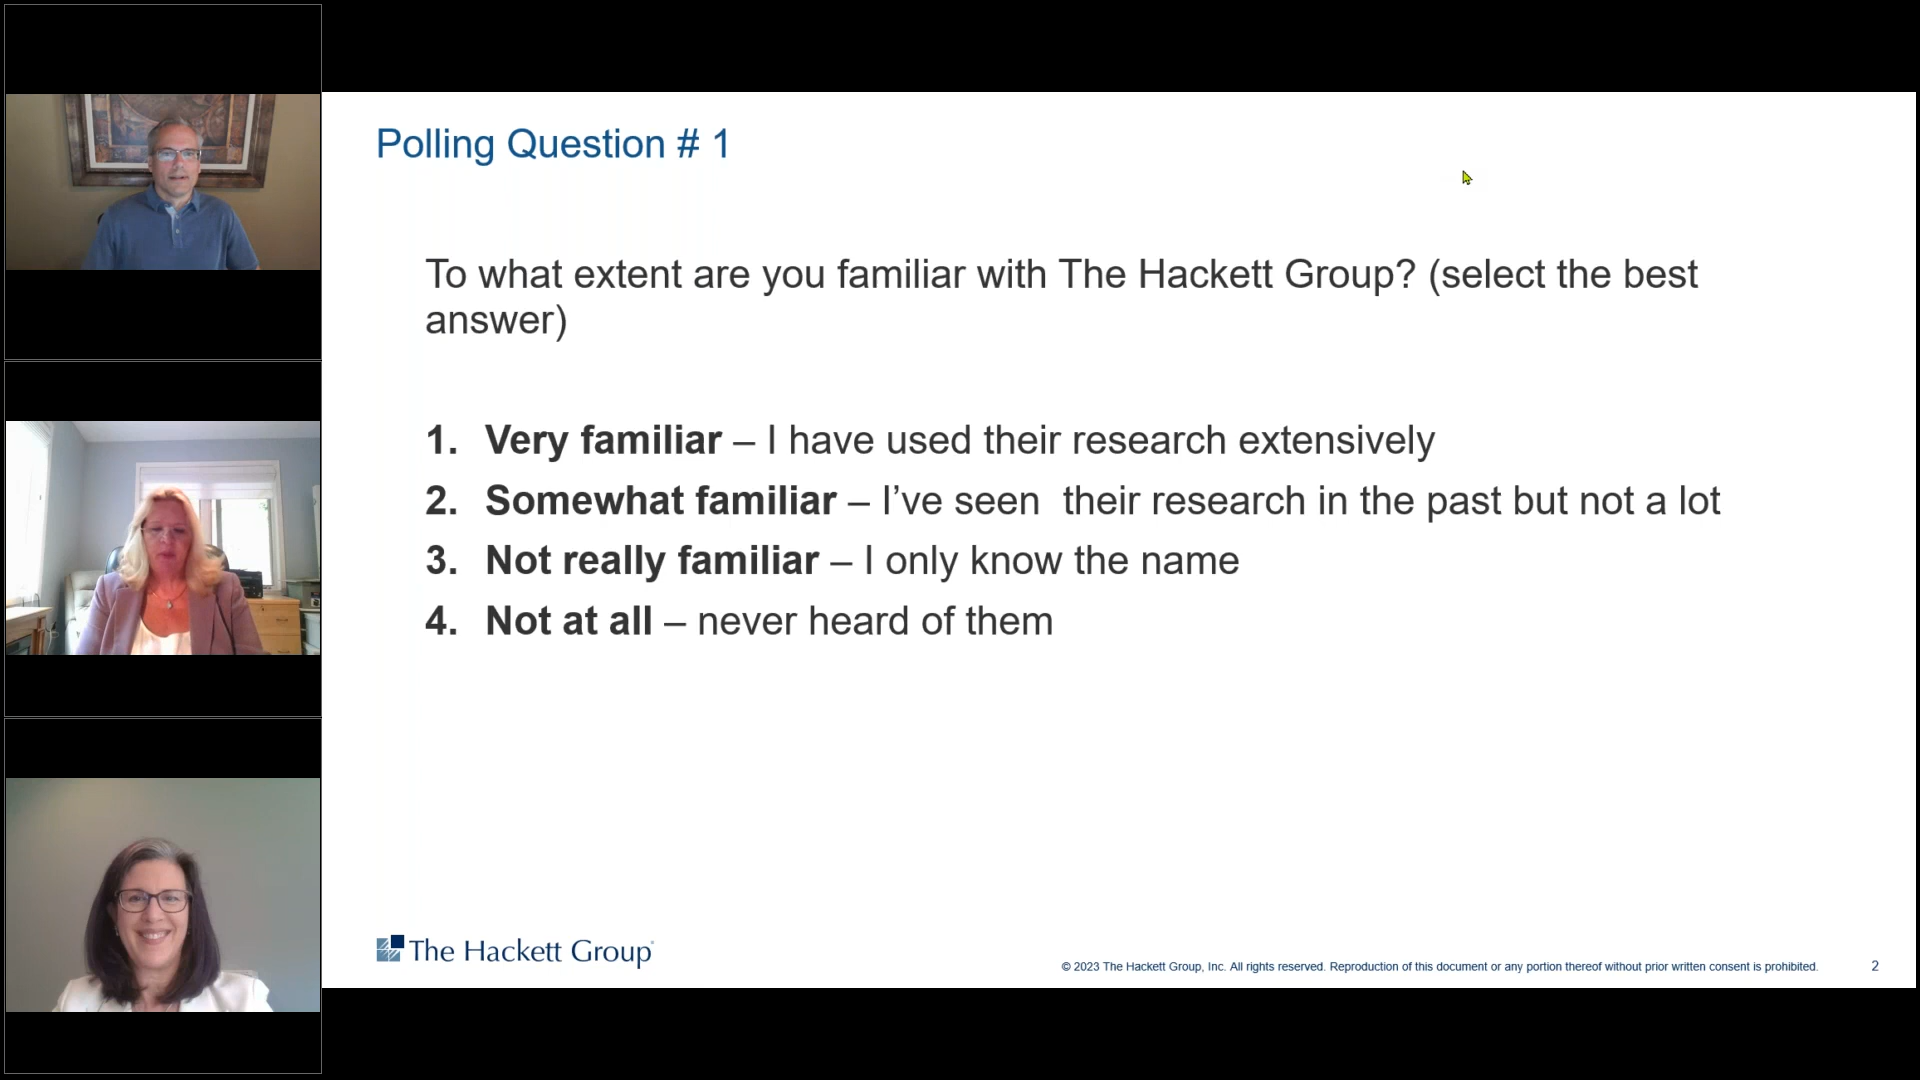 Polling Question # 1
To what extent are you familiar with The Hackett Group? (select the best
answer)
1. Very familiar – I have used their research extensively
2. Somewhat familiar – I’ve seen  their research in the past but not a lot
3. Not really familiar – I only know the name
4. Not at all – never heard of them
The Hackett Group®
© 2023 The Hackett Group, Inc. All rights reserved. Reproduction of this document or any portion thereof without prior written consent is prohibited.
2